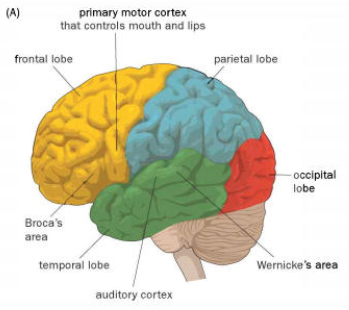 (A)
primary motor cortex
that controls mouth and lips
frontal lobe
parietal lobe
occipital
lobe
Broca's
area
temporal lobe
Wernicke's area
auditory cortex